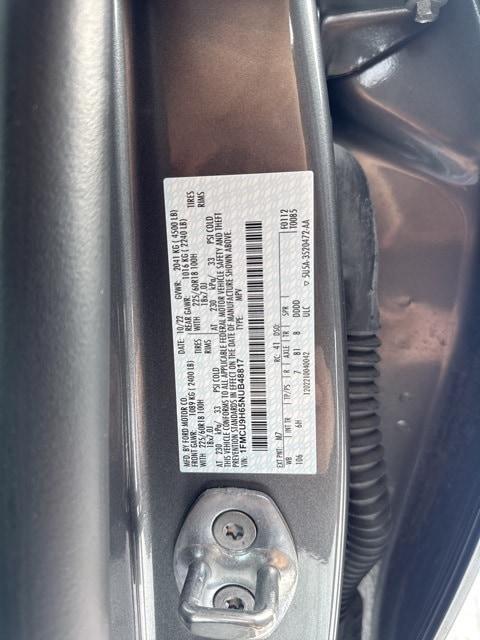 MFD. BY FORD MOTOR CO.
DATE: 10/22 GVWR: 2041 KG ( 4500 LB)
FRONT GAWR: 1089 KG ( 2400 LB) REAR GAWR: 1016 KG ( 2240 LB)
WITH 225/60R18 100H TIRES WITH 225/60R18 100H TIRES
18x7.0J RIMS 18x7.0J RIMS
AT 230 kPa/ 33 PSI COLD AT 230 kPa/ 33 PSI COLD
THIS VEHICLE CONFORMS TO ALL APPLICABLE FEDERAL MOTOR VEHICLE SAFETY AND THEFT
PREVENTION STANDARDS IN EFFECT ON THE DATE OF MANUFACTURE SHOWN ABOVE.
VIN: 1FMCU9H65NUB48817 TYPE: MPV
F0112
T0085
EXT PNT: M7 RC: 41 DSO:
WB INT TR TP/PS R AXLE TR SPR
106 6H 7 81 8 DDDD
ULC 5U5A-3520472-AA